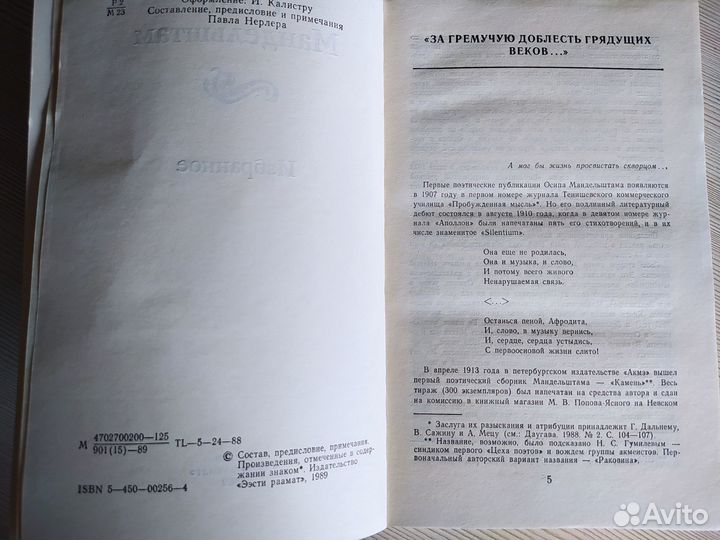 Р2
М 23
Оформление: И. Калистру
Составление, предисловие и примечания
Павла Нерлера
Мандельштам
Избранное
М 4702700200—125
901(15)—89
TL—5—24—88
ISBN 5—450—00256—4
© Состав, предисловие, примечания.
Произведения, отмеченные в содер-
жании знаком*. Издательство
«Ээсти раамат», 1989
«ЗА ГРЕМУЧУЮ ДОБЛЕСТЬ ГРЯДУЩИХ
ВЕКОВ...»
А мог бы жизнь просвистать скворцом...
Первые поэтические публикации Осипа Мандельштама появляются
в 1907 году в первом номере журнала Тенишевского коммерческого
училища «Пробужденная мысль»*. Но его подлинный литературный
дебют состоялся в августе 1910 года, когда в девятом номере жур-
нала «Аполлон» были напечатаны пять его стихотворений, и в их
числе знаменитое «Silentium».
Она еще не родилась,
Она и музыка, и слово,
И потому всего живого
Ненарушаемая связь.
<...>
Останься пеной, Афродита,
И, слово, в музыку вернись,
И, сердце, сердца устыдись,
С первоосновой жизни слито!
В апреле 1913 года в петербургском издательстве «Акмэ» вышел
первый поэтический сборник Мандельштама — «Камень»**. Весь
тираж (300 экземпляров) был напечатан на средства автора и сдан
на комиссию в книжный магазин М. В. Попова-Ясного на Невском
* Заслуга их разыскания и атрибуции принадлежит Г. Дальнему,
В. Сажину и А. Мецу (см.: Даугава. 1988. № 2. С. 104—107).
** Название, возможно, было подсказано Н. С. Гумилевым —
синдиком первого «Цеха поэтов» и вождем группы акмеистов. Пер-
воначальный авторский вариант названия — «Раковина».
5
Avito